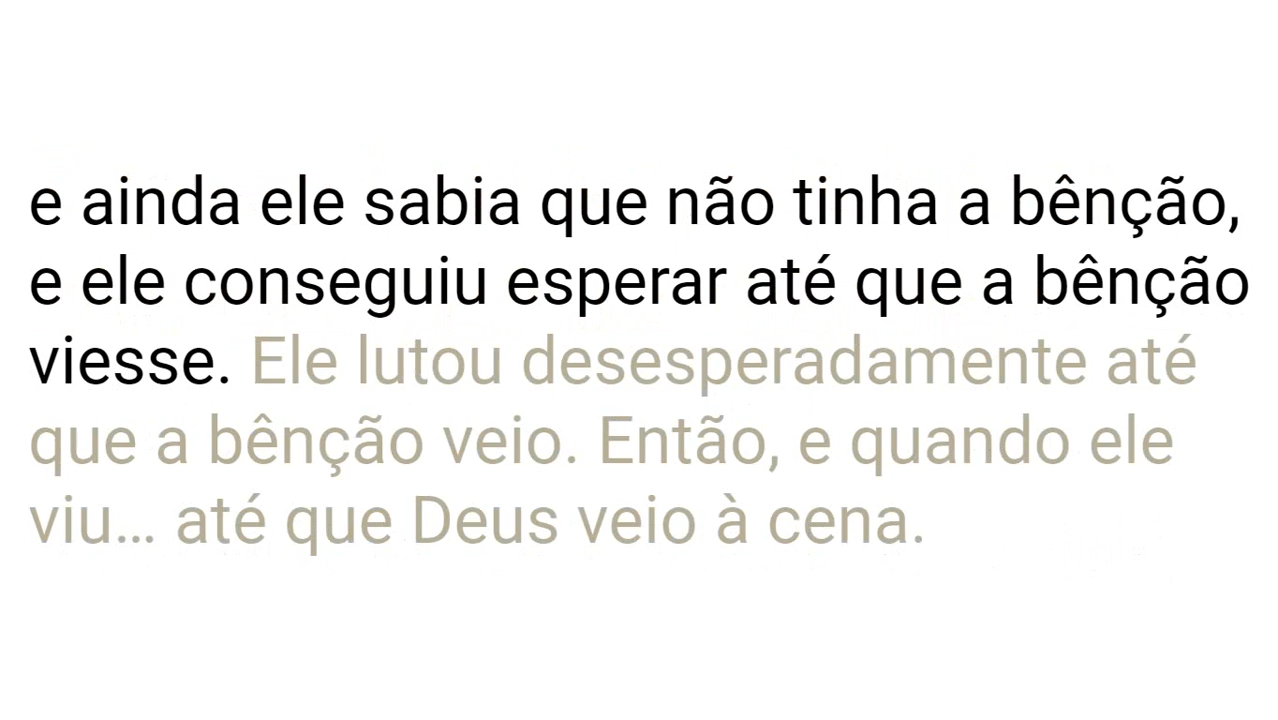 e ainda ele sabia que não tinha a bênção,
e ele conseguiu esperar até que a bênção
viesse. Ele lutou desesperadamente até
que a bênção veio. Então, e quando ele
viu… até que Deus veio à cena.